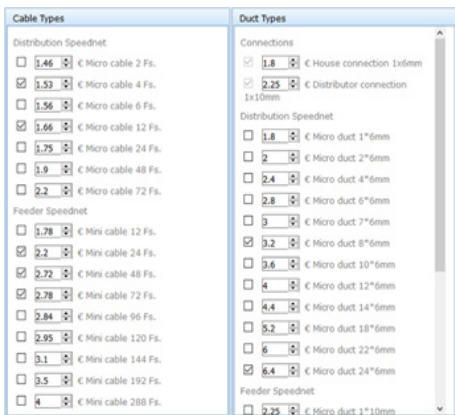 Cable Types
Distribution Speednet
1.46 € Micro cable 2 Fs.
1.53 € Micro cable 4 Fs.
1.56 € Micro cable 6 Fs.
1.66 € Micro cable 12 Fs.
1.75 € Micro cable 24 Fs.
1.9 € Micro cable 48 Fs.
2.2 € Micro cable 72 Fs.
Feeder Speednet
1.78 € Mini cable 12 Fs.
2.2 € Mini cable 24 Fs.
2.72 € Mini cable 48 Fs.
2.78 € Mini cable 72 Fs.
2.84 € Mini cable 96 Fs.
2.95 € Mini cable 120 Fs.
3.1 € Mini cable 144 Fs.
3.5 € Mini cable 192 Fs.
4 € Mini cable 288 Fs.
Duct Types
Connections
1.8 € House connection 1x6mm
2.25 € Distributor connection
1x10mm
Distribution Speednet
1.8 € Micro duct 1*6mm
2 € Micro duct 2*6mm
2.4 € Micro duct 4*6mm
2.8 € Micro duct 6*6mm
3 € Micro duct 7*6mm
3.2 € Micro duct 8*6mm
3.6 € Micro duct 10*6mm
4 € Micro duct 12*6mm
4.4 € Micro duct 14*6mm
5.2 € Micro duct 18*6mm
6 € Micro duct 22*6mm
6.4 € Micro duct 24*6mm
Feeder Speednet
2.25 € Micro duct 1*10mm